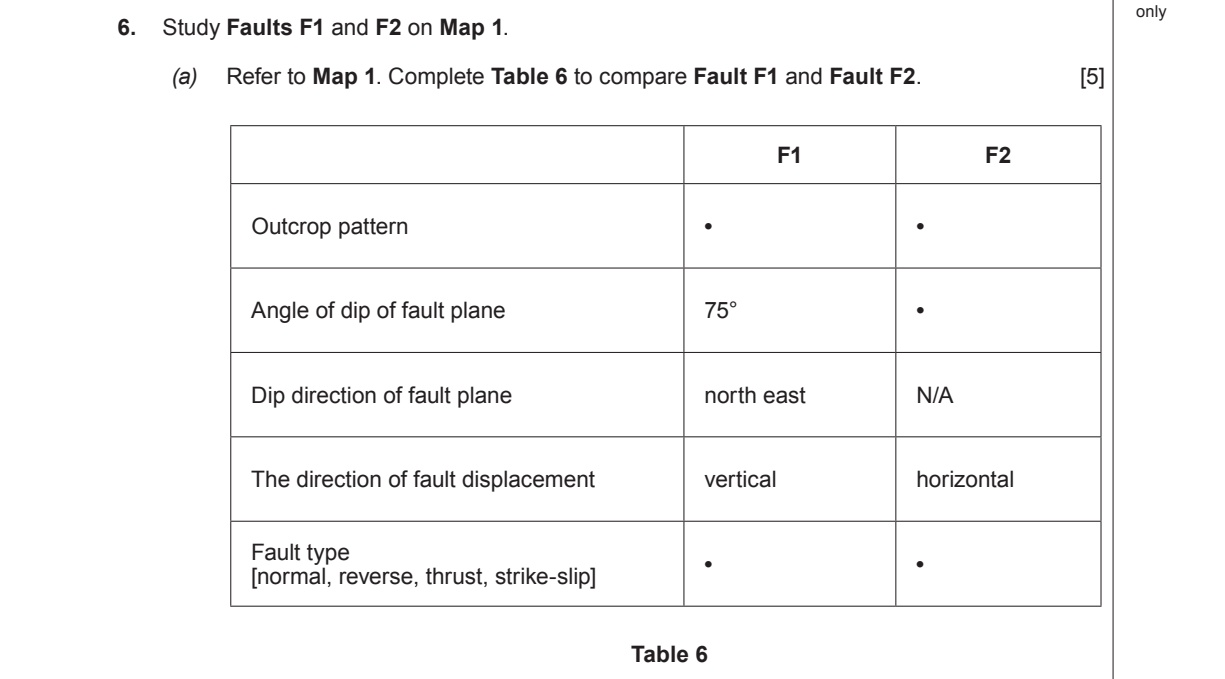 only
6. Study Faults F1 and F2 on Map 1.
(a) Refer to Map 1. Complete Table 6 to compare Fault F1 and Fault F2. [5]
F1 F2
Outcrop pattern • •
Angle of dip of fault plane 75° •
Dip direction of fault plane north east N/A
The direction of fault displacement vertical horizontal
Fault type
[normal, reverse, thrust, strike-slip] • •
Table 6